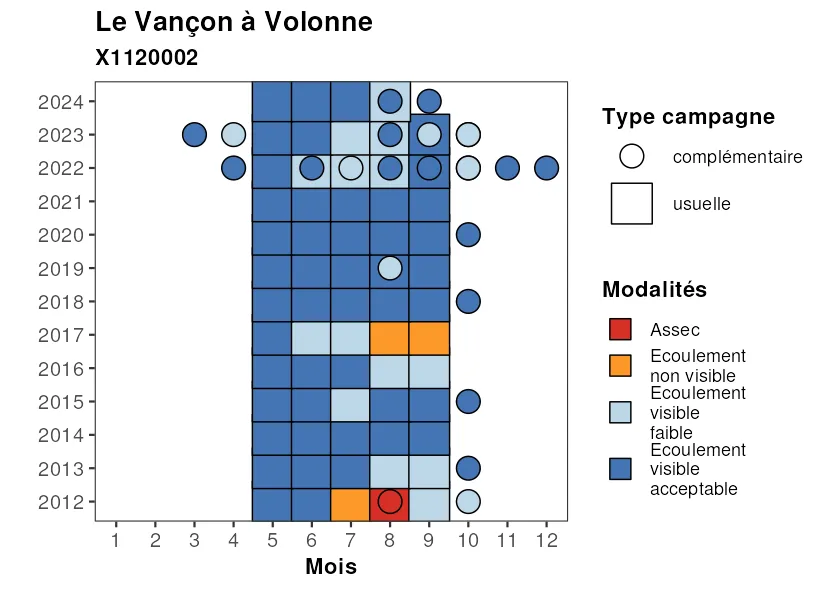 Le Vançon à Volonne
X1120002
2024
2023
2022
2021
2020
2019
2018
2017
2016
2015
2014
2013
2012
1 2 3 4 5 6 7 8 9 10 11 12
Mois
Type campagne
complémentaire
usuelle
Modalités
Assec
Ecoulement
non visible
Ecoulement
visible
faible
Ecoulement
visible
acceptable